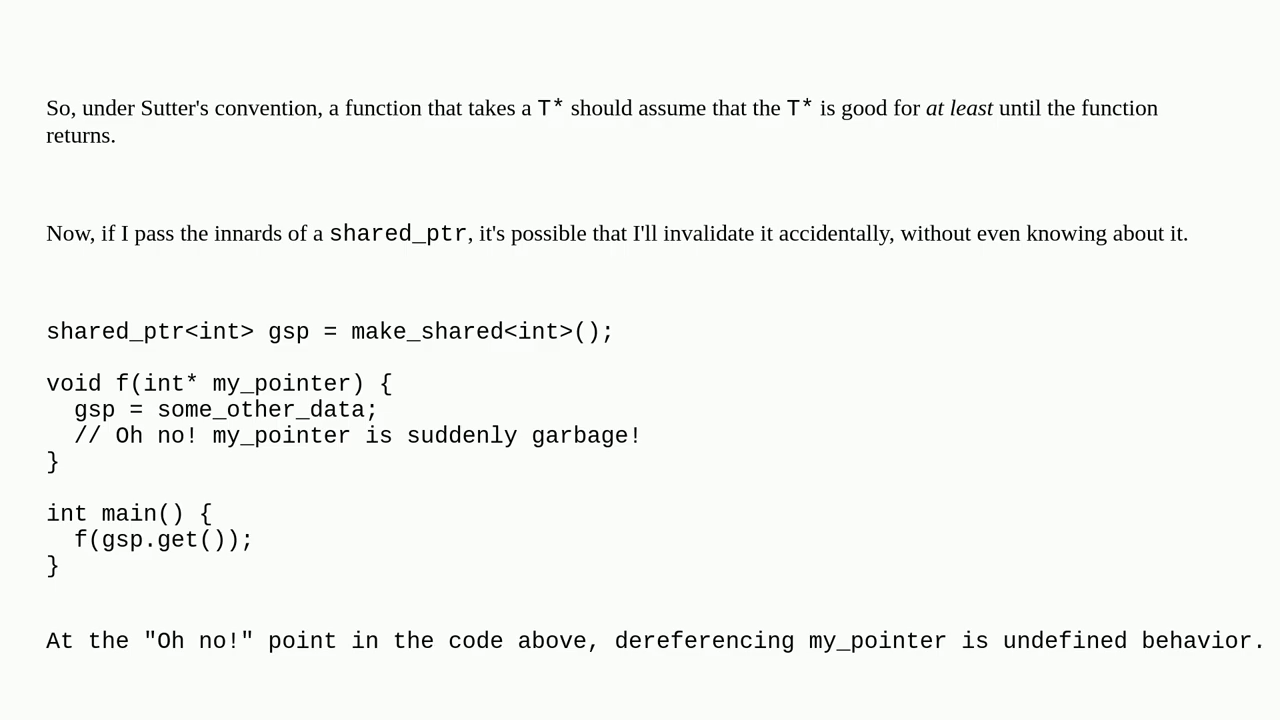 So, under Sutter's convention, a function that takes a T* should assume that the T* is good for at least until the function
returns.
Now, if I pass the innards of a shared_ptr, it's possible that I'll invalidate it accidentally, without even knowing about it.
shared_ptr<int> gsp = make_shared<int>();
void f(int* my_pointer) {
  gsp = some_other_data;
  // Oh no! my_pointer is suddenly garbage!
}
int main() {
  f(gsp.get());
}
At the "Oh no!" point in the code above, dereferencing my_pointer is undefined behavior.